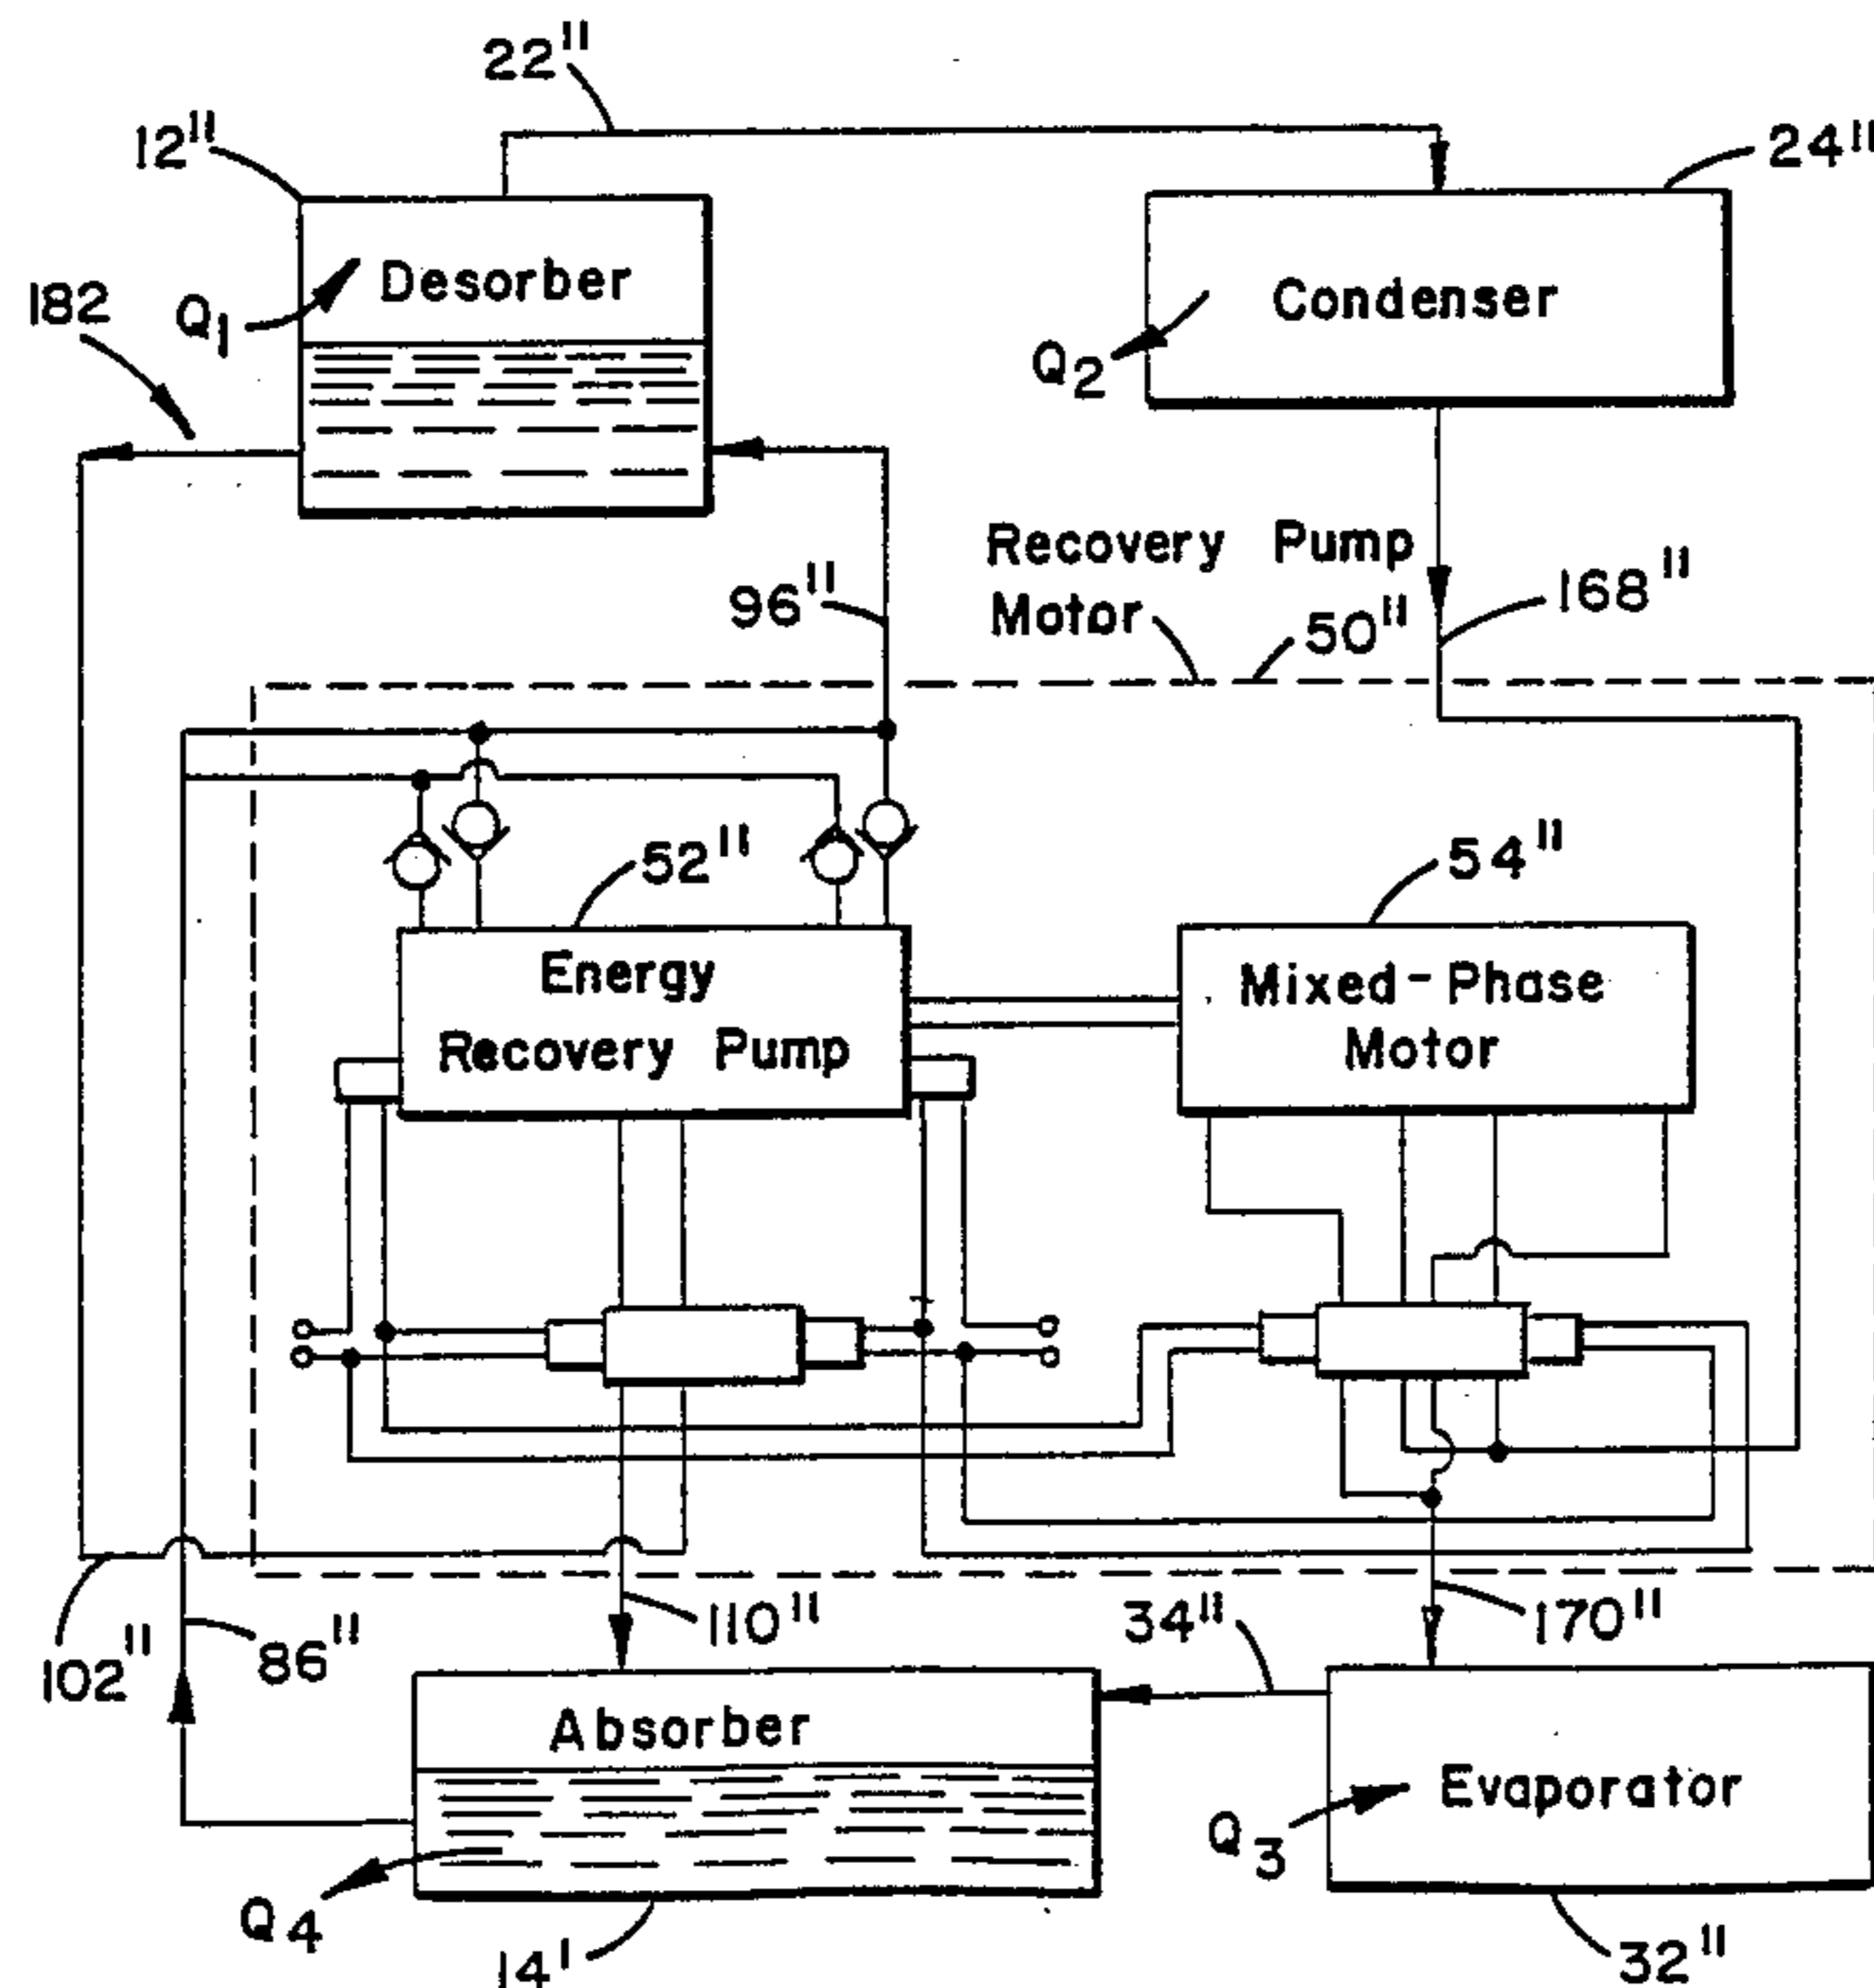 22"
12"
24"
Desorber
Q1
182
Condenser
Q2
Recovery Pump
Motor
50"
168"
96"
52"
54"
Energy
Recovery Pump
Mixed-Phase
Motor
110"
34"
170"
102"
86"
Absorber
Evaporator
Q3
Q4
14'
32"